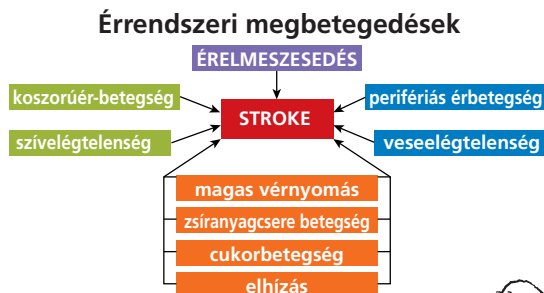 Érrendszeri megbetegedések
ÉRELMESZESEDÉS
koszorúér-betegség
perifériás érbetegség
STROKE
szívelégtelenség
veseelégtelenség
magas vérnyomás
zsíranyagcsere betegség
cukorbetegség
elhízás